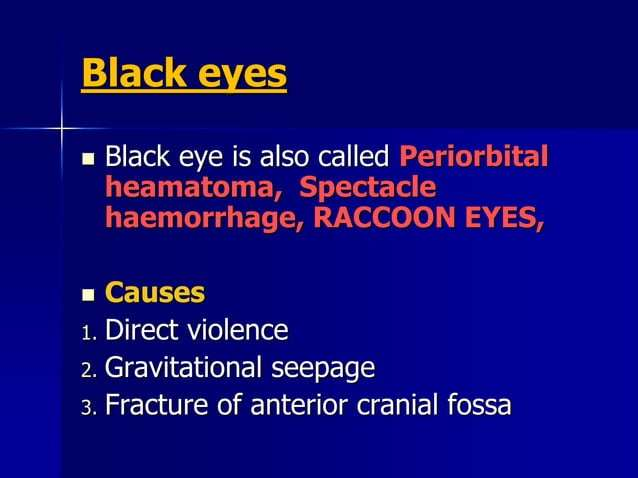 Black eyes
Black eye is also called Periorbital
heamatoma,  Spectacle
haemorrhage, RACCOON EYES,
Causes
1. Direct violence
2. Gravitational seepage
3. Fracture of anterior cranial fossa